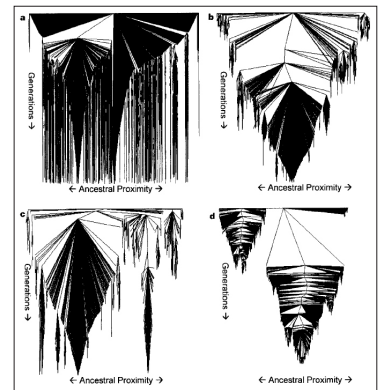 a
Generations →
← Ancestral Proximity →
b
Generations →
← Ancestral Proximity →
c
Generations →
← Ancestral Proximity →
d
Generations →
← Ancestral Proximity →